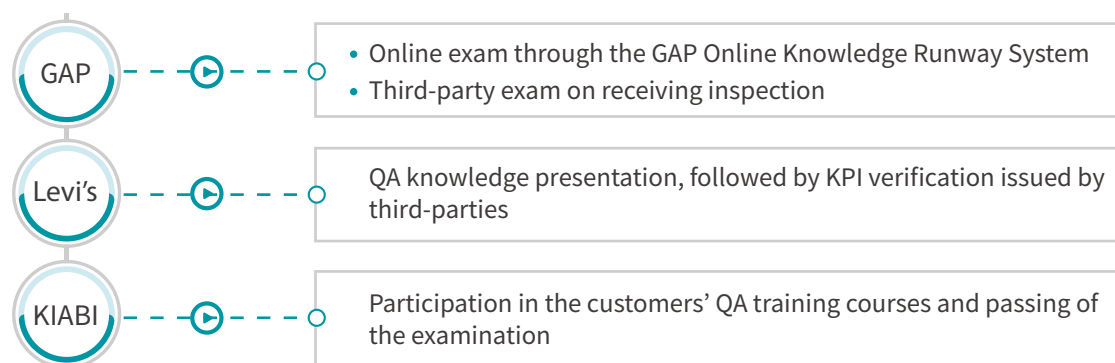 GAP
• Online exam through the GAP Online Knowledge Runway System
• Third-party exam on receiving inspection
Levi's
QA knowledge presentation, followed by KPI verification issued by
third-parties
KIABI
Participation in the customers' QA training courses and passing of
the examination